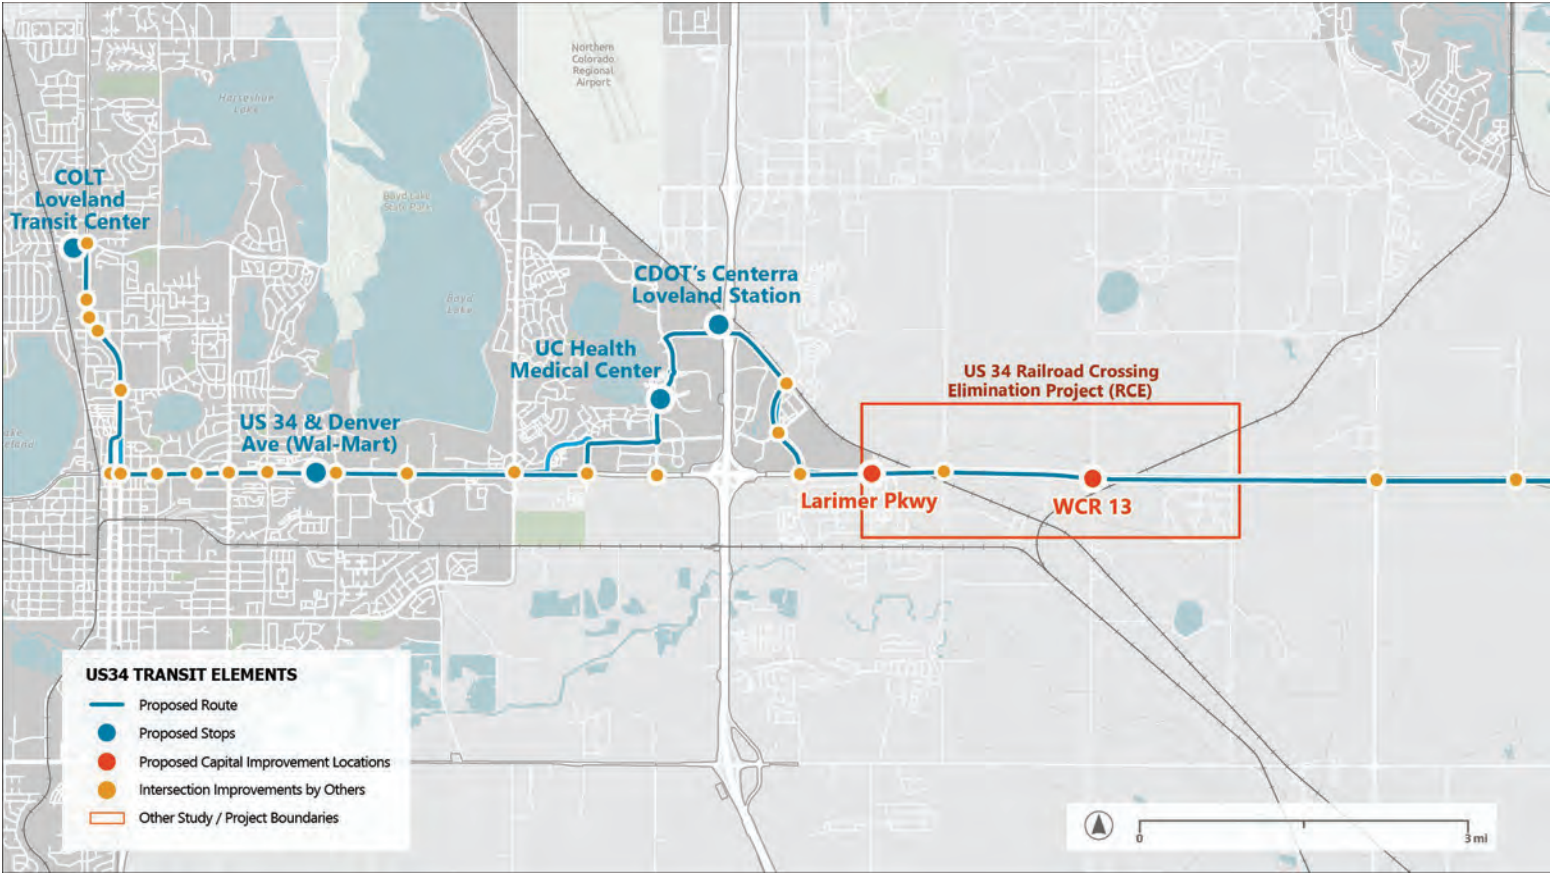 Northern
Colorado
Regional
Airport
Horseshoe
Lake
COLT
Loveland
Transit Center
Boyd Lake
State Park
CDOT's Centerra
Loveland Station
Boyd
Lake
UC Health
Medical Center
US 34 Railroad Crossing
Elimination Project (RCE)
US 34 & Denver
Ave (Wal-Mart)
Larimer Pkwy
WCR 13
US34 TRANSIT ELEMENTS
Proposed Route
Proposed Stops
Proposed Capital Improvement Locations
Intersection Improvements by Others
Other Study / Project Boundaries
0
3 mi